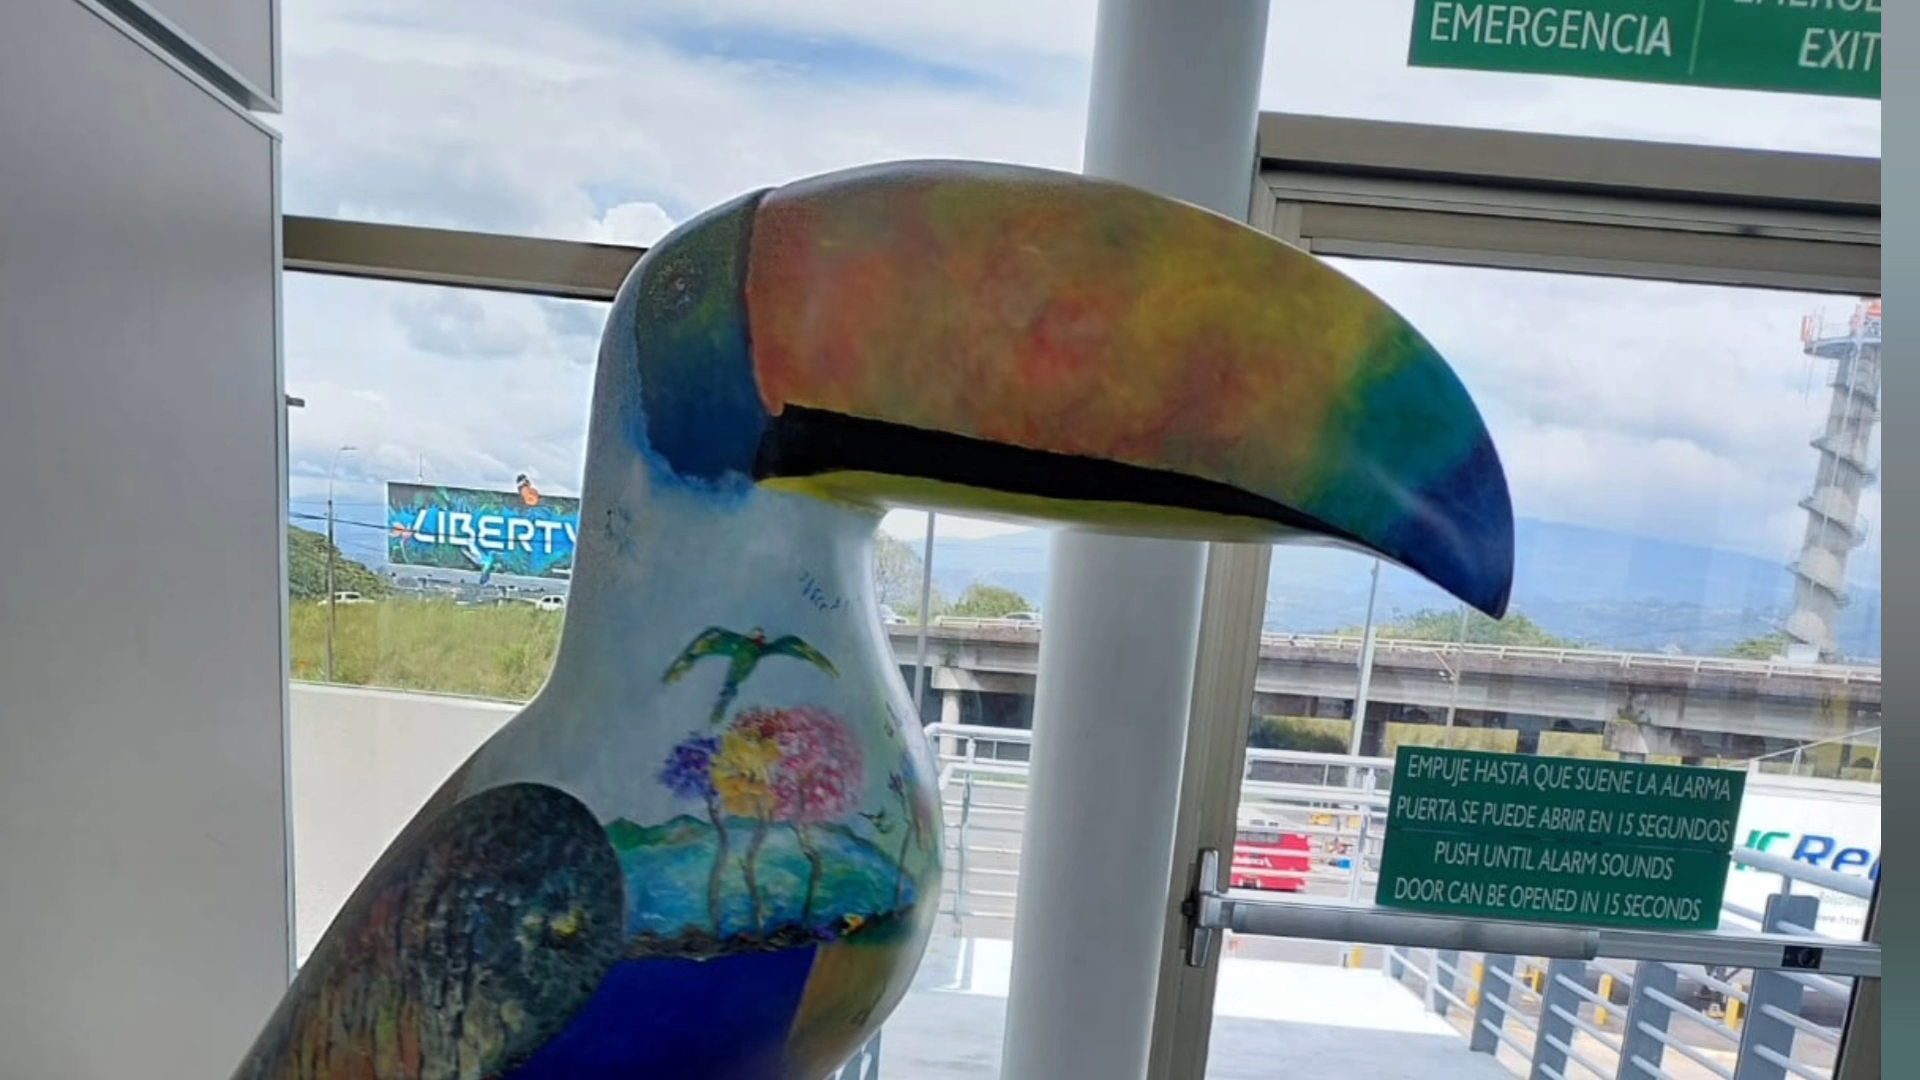 EMERGENCIA
EXIT
LIBERTY
EMPUJE HASTA QUE SUENE LA ALARMA
PUERTA SE PUEDE ABRIR EN 15 SEGUNDOS
PUSH UNTIL ALARM SOUNDS
DOOR CAN BE OPENED IN 15 SECONDS